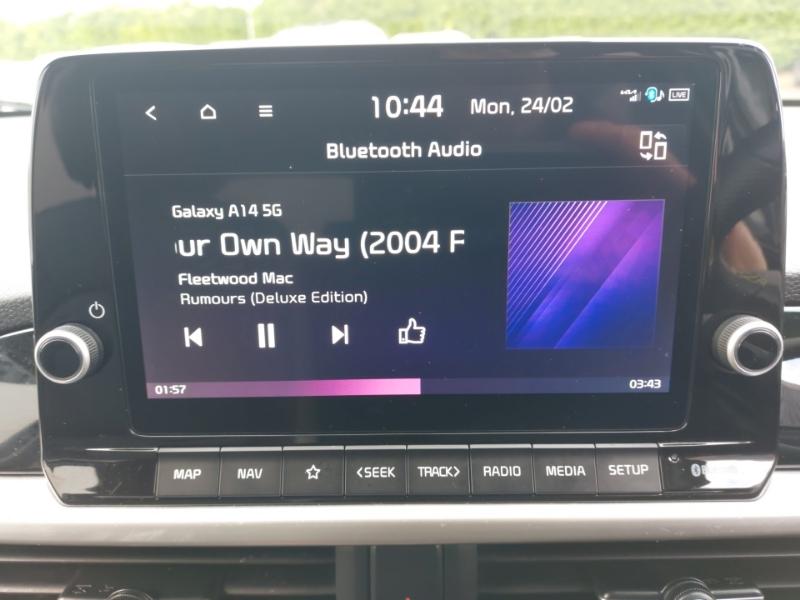 10:44 Mon, 24/02 LIVE
Bluetooth Audio
Galaxy A14 5G
ur Own Way (2004 F
Fleetwood Mac
Rumours (Deluxe Edition)
01:57 03:43
MAP NAV <SEEK TRACK> RADIO MEDIA SETUP